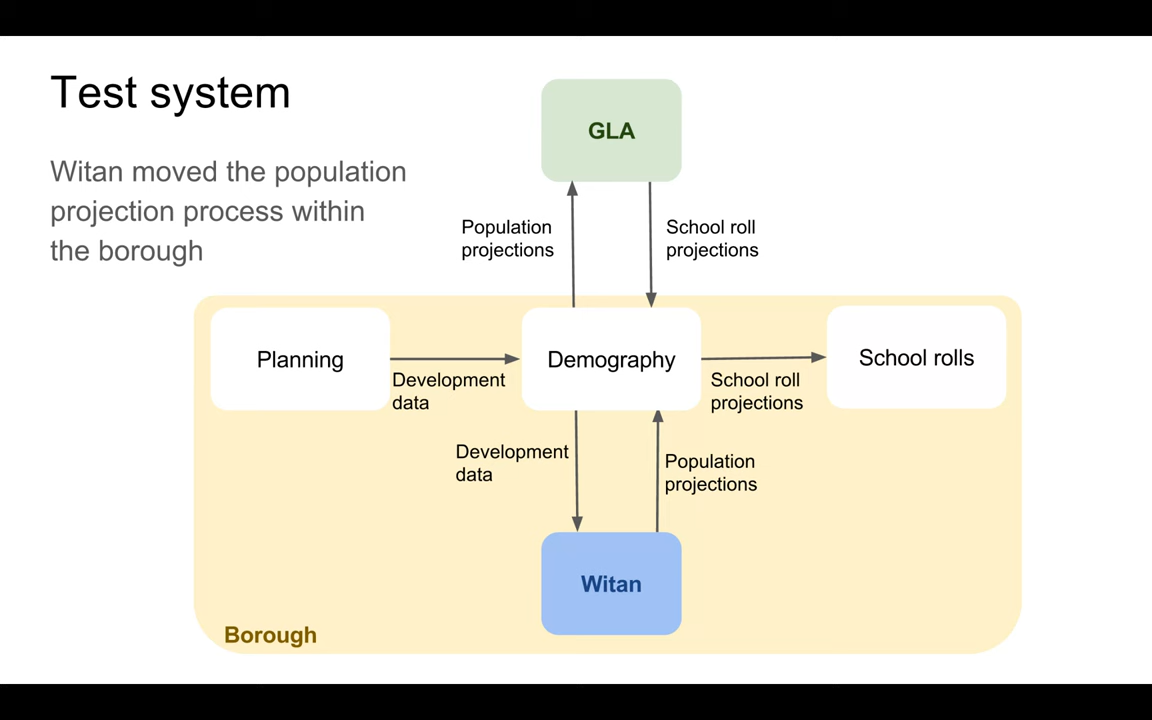 Test system
Witan moved the population
projection process within
the borough
GLA
Population
projections
School roll
projections
Planning
Development
data
Demography
School roll
projections
School rolls
Development
data
Population
projections
Witan
Borough